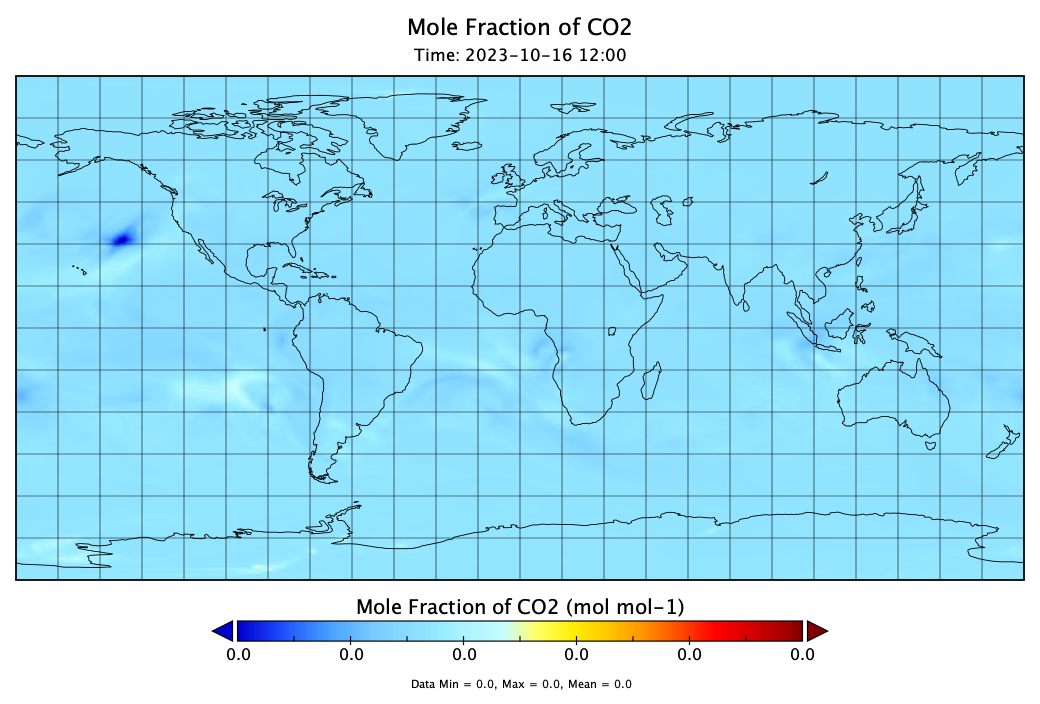 Mole Fraction of CO2
Time: 2023-10-16 12:00
Mole Fraction of CO2 (mol mol-1)
0.0 0.0 0.0 0.0 0.0 0.0
Data Min = 0.0, Max = 0.0, Mean = 0.0